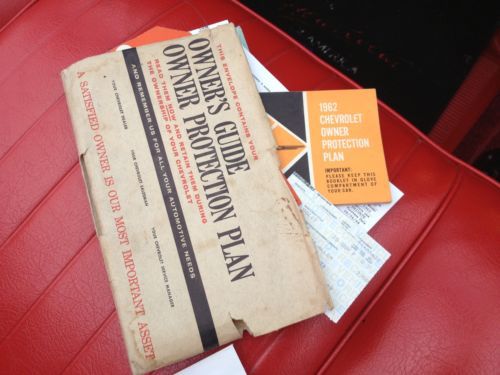 THIS ENVELOPE CONTAINS YOUR
OWNER'S GUIDE
OWNER PROTECTION PLAN
READ THEM NOW AND RETAIN THEM DURING
THE OWNERSHIP OF YOUR CHEVROLET
AND REMEMBER US FOR ALL YOUR AUTOMOTIVE NEEDS
YOUR CHEVROLET DEALER
YOUR CHEVROLET SALESMAN
YOUR CHEVROLET SERVICE MANAGER
A SATISFIED OWNER IS OUR MOST IMPORTANT ASSET
1962
CHEVROLET
OWNER
PROTECTION
PLAN
IMPORTANT:
PLEASE KEEP THIS
BOOKLET IN GLOVE
COMPARTMENT OF
YOUR CAR.